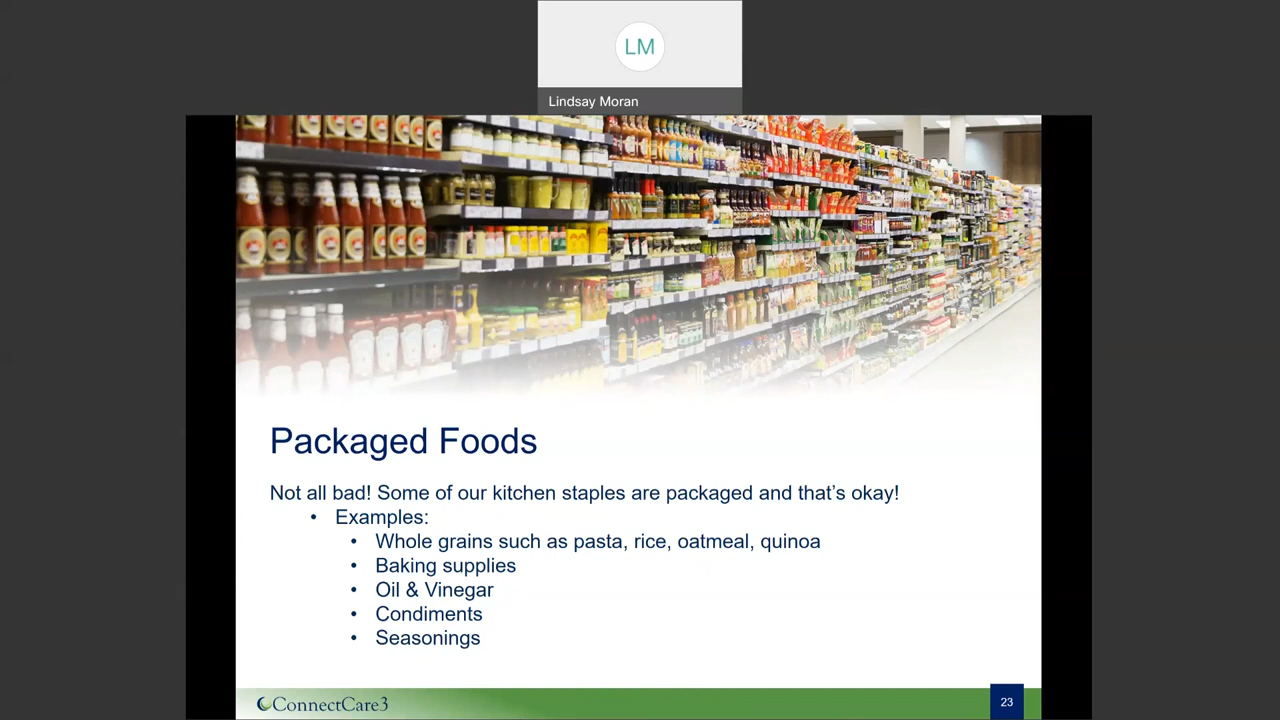 LM
Lindsay Moran
Packaged Foods
Not all bad! Some of our kitchen staples are packaged and that’s okay!
• Examples:
• Whole grains such as pasta, rice, oatmeal, quinoa
• Baking supplies
• Oil & Vinegar
• Condiments
• Seasonings
ConnectCare3
23